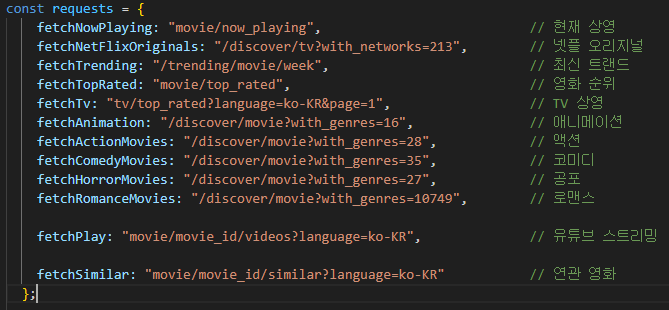 const requests = {
fetchNowPlaying: "movie/now_playing", // 현재 상영
fetchNetFlixOriginals: "/discover/tv?with_networks=213", // 넷플 오리지널
fetchTrending: "/trending/movie/week", // 최신 트랜드
fetchTopRated: "movie/top_rated", // 영화 순위
fetchTv: "tv/top_rated?language=ko-KR&page=1", // TV 상영
fetchAnimation: "/discover/movie?with_genres=16", // 애니메이션
fetchActionMovies: "/discover/movie?with_genres=28", // 액션
fetchComedyMovies: "/discover/movie?with_genres=35", // 코미디
fetchHorrorMovies: "/discover/movie?with_genres=27", // 공포
fetchRomanceMovies: "/discover/movie?with_genres=10749", // 로맨스
fetchPlay: "movie/movie_id/videos?language=ko-KR", // 유튜브 스트리밍
fetchSimilar: "movie/movie_id/similar?language=ko-KR" // 연관 영화
};